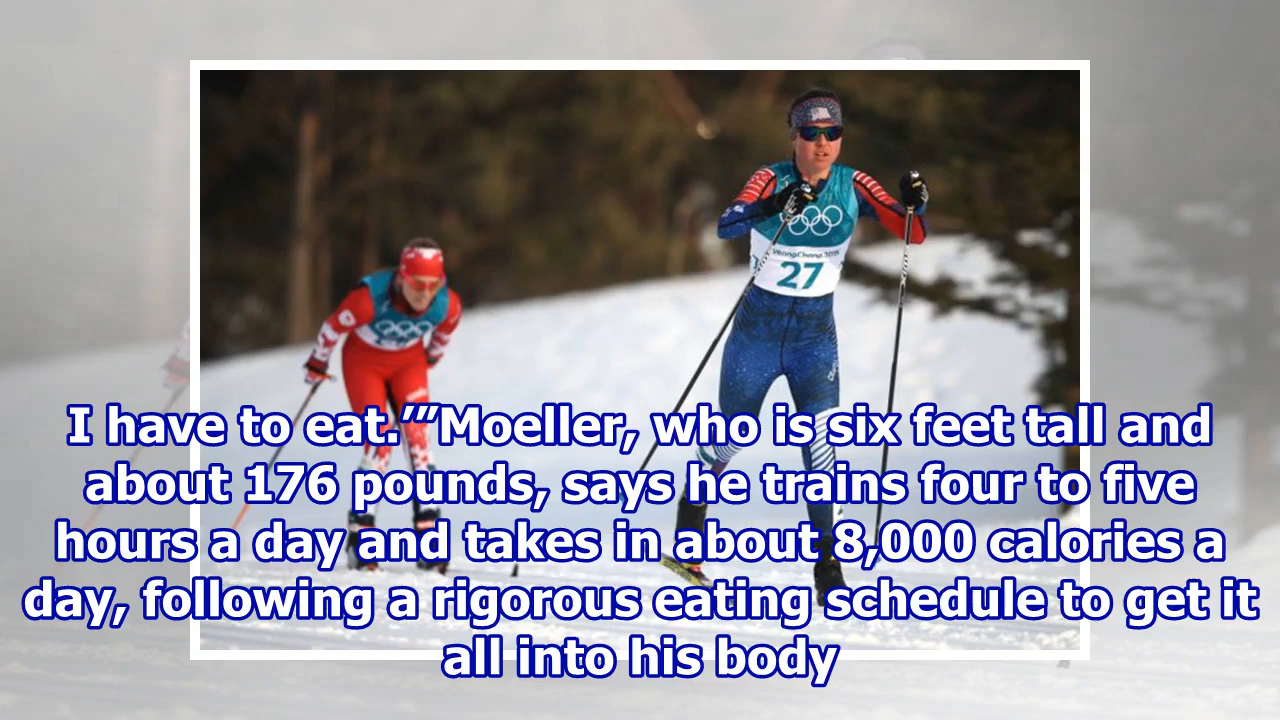 PyeongChang 2018
27
I have to eat.’”Moeller, who is six feet tall and
about 176 pounds, says he trains four to five
hours a day and takes in about 8,000 calories a
day, following a rigorous eating schedule to get it
all into his body